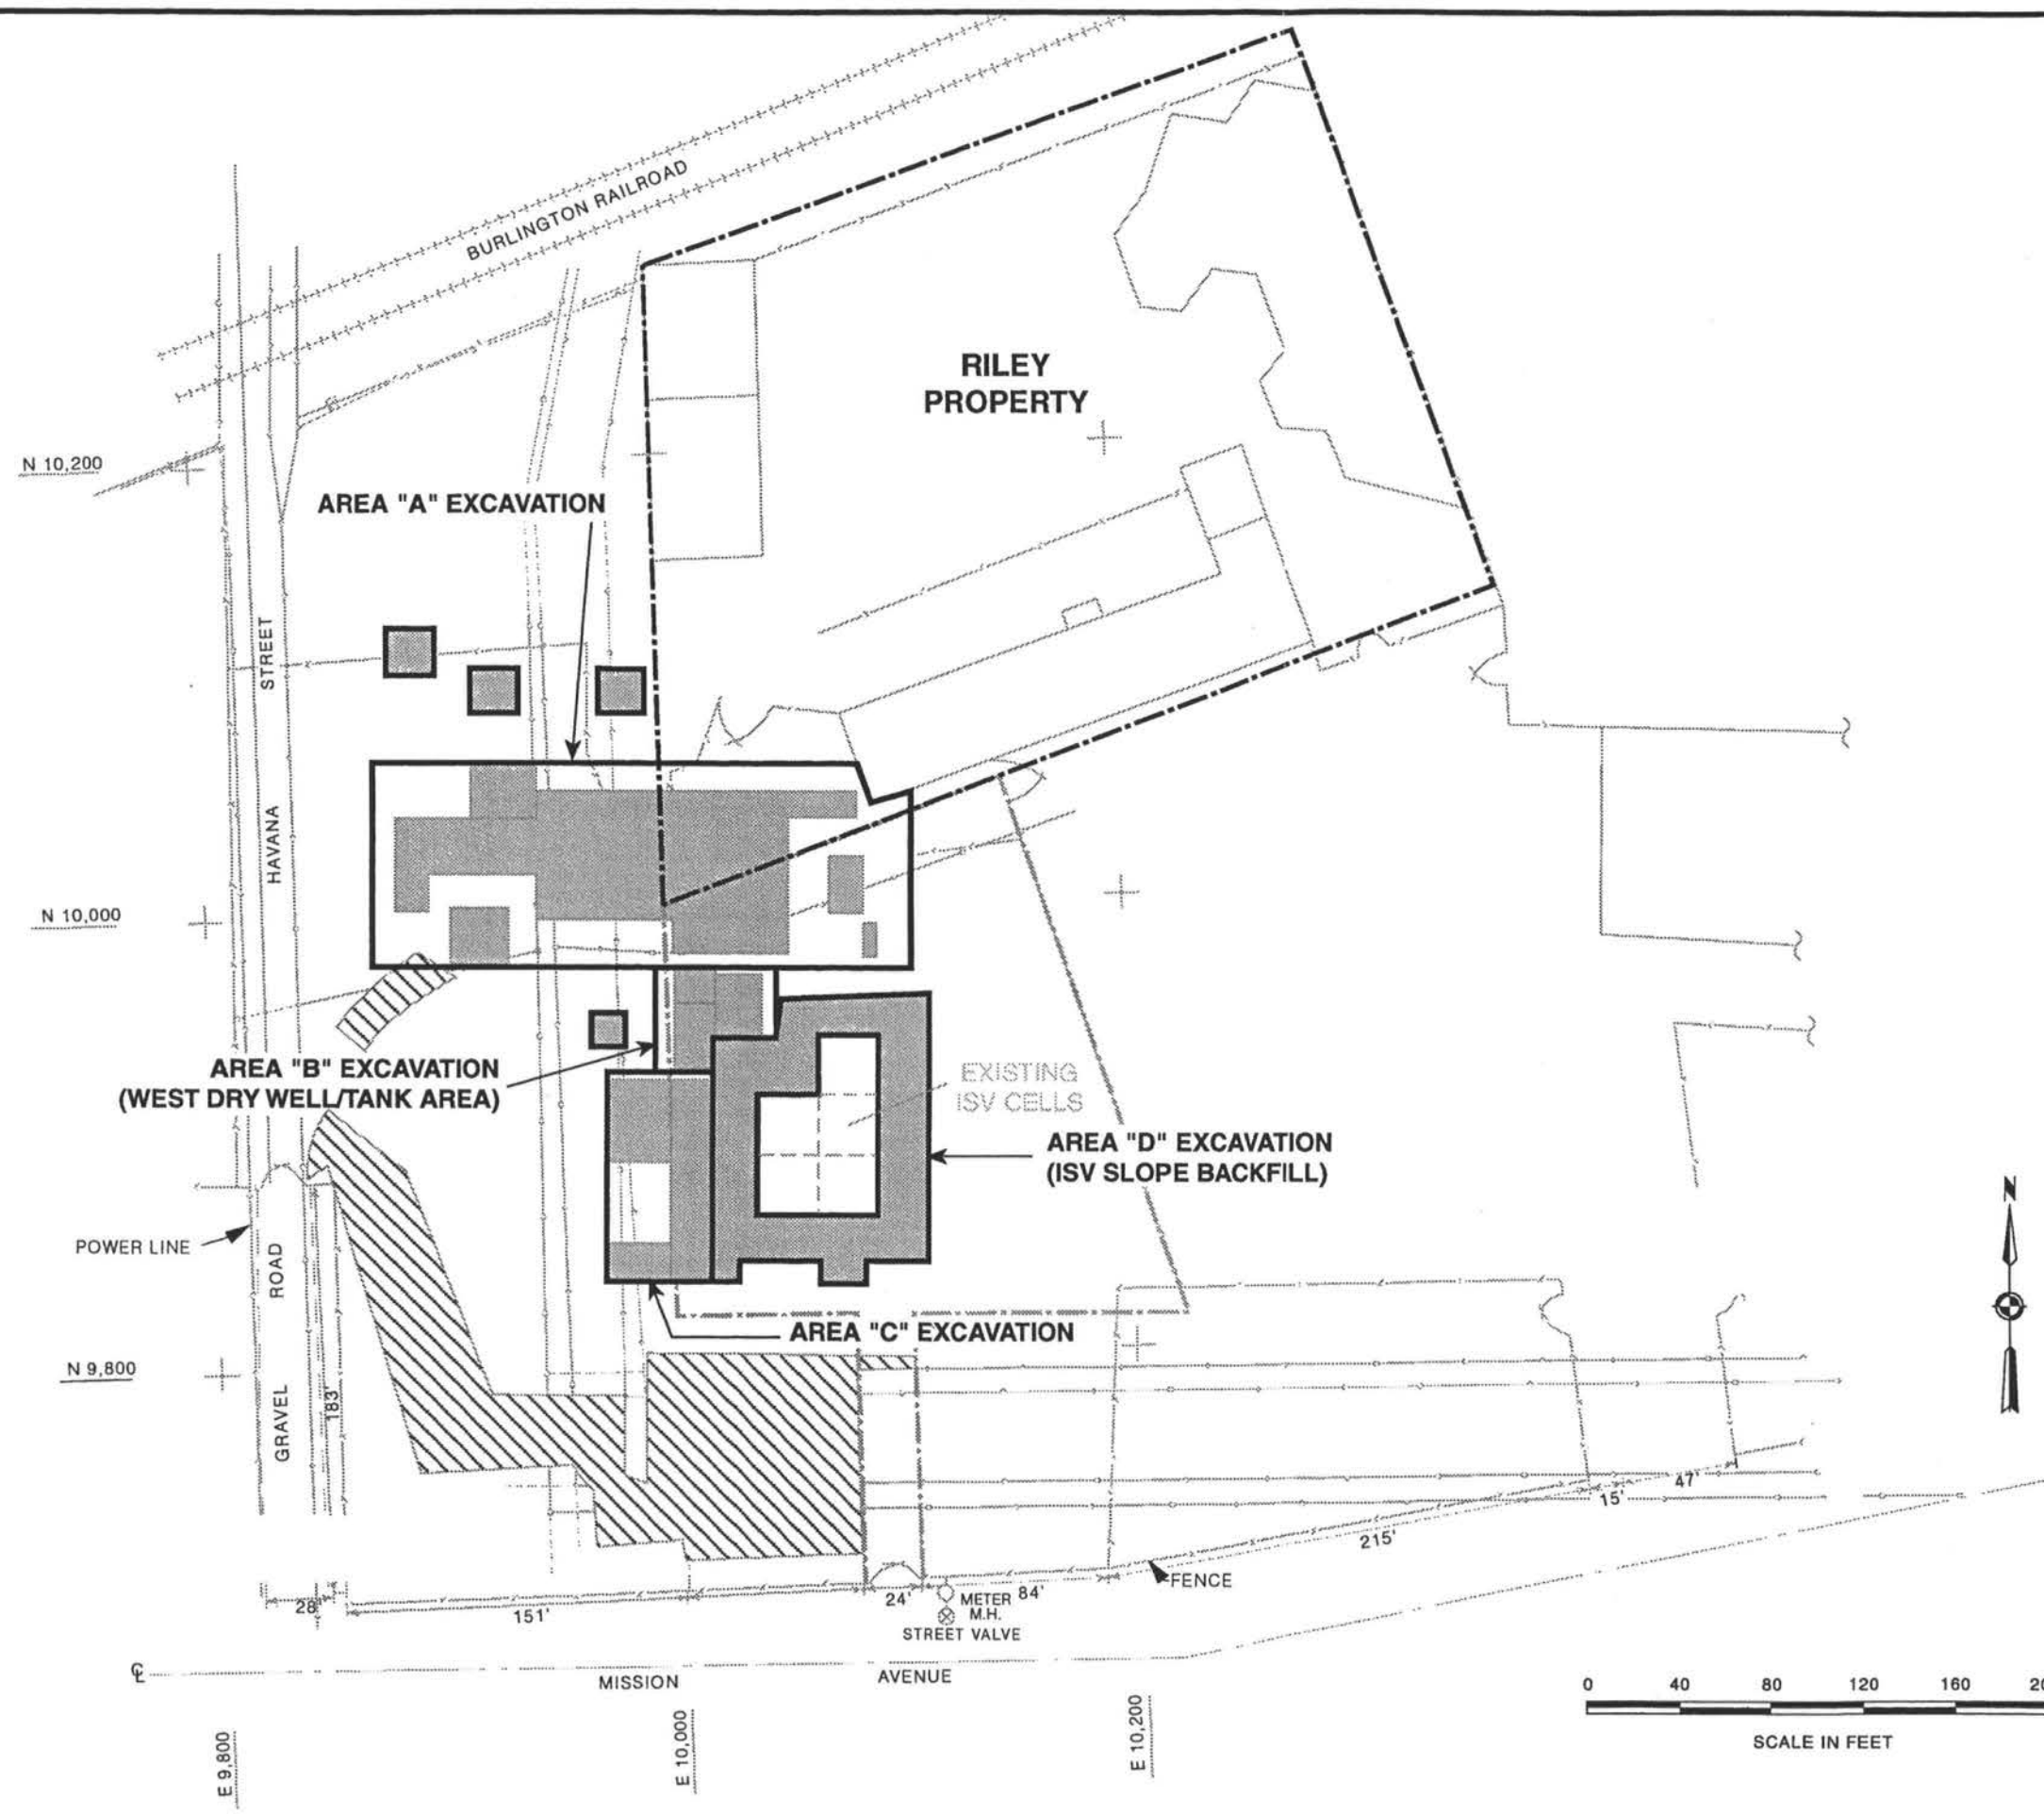 BURLINGTON RAILROAD
RILEY
PROPERTY
N 10,200
AREA "A" EXCAVATION
HAVANA STREET
N 10,000
AREA "B" EXCAVATION
(WEST DRY WELL/TANK AREA)
EXISTING
ISV CELLS
AREA "D" EXCAVATION
(ISV SLOPE BACKFILL)
N
POWER LINE
GRAVEL ROAD
AREA "C" EXCAVATION
N 9,800
183'
47'
15'
215'
FENCE
28'
151'
24'
84'
METER
M.H.
STREET VALVE
℄
MISSION AVENUE
0 40 80 120 160
SCALE IN FEET
E 9,800
E 10,000
E 10,200